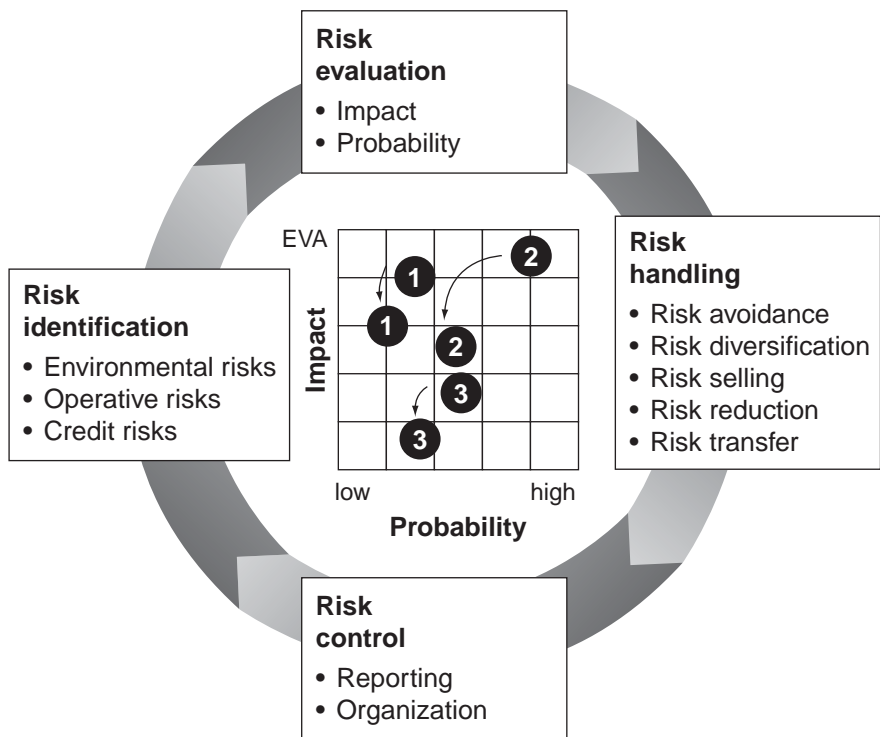 Risk
evaluation
• Impact
• Probability
Risk
identification
• Environmental risks
• Operative risks
• Credit risks
EVA
Impact
1
2
1
2
3
3
low
high
Probability
Risk
handling
• Risk avoidance
• Risk diversification
• Risk selling
• Risk reduction
• Risk transfer
Risk
control
• Reporting
• Organization